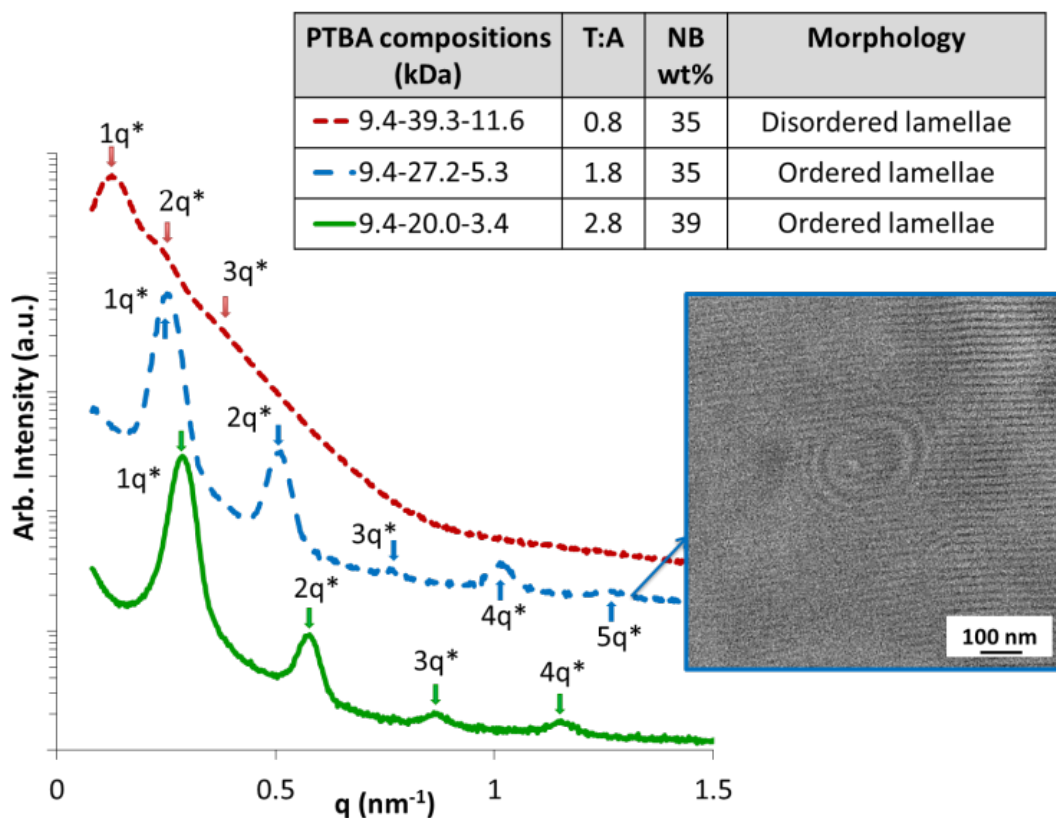 PTBA compositions (kDa) T:A NB wt% Morphology
9.4-39.3-11.6 0.8 35 Disordered lamellae
9.4-27.2-5.3 1.8 35 Ordered lamellae
9.4-20.0-3.4 2.8 39 Ordered lamellae
1q*
2q*
3q*
1q*
2q*
3q*
4q*
5q*
1q*
2q*
3q*
4q*
100 nm
Arb. Intensity (a.u.)
0 0.5 1 1.5
q (nm⁻¹)